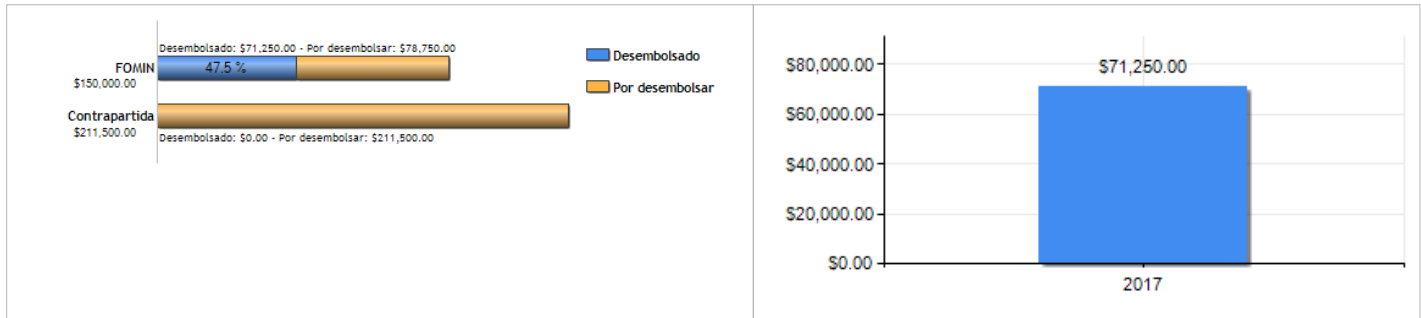 Desembolsado: $71,250.00 - Por desembolsar: $78,750.00
FOMIN
$150,000.00
47.5 %
Contrapartida
$211,500.00
Desembolsado: $0.00 - Por desembolsar: $211,500.00
Desembolsado
Por desembolsar
$80,000.00
$60,000.00
$40,000.00
$20,000.00
$0.00
$71,250.00
2017